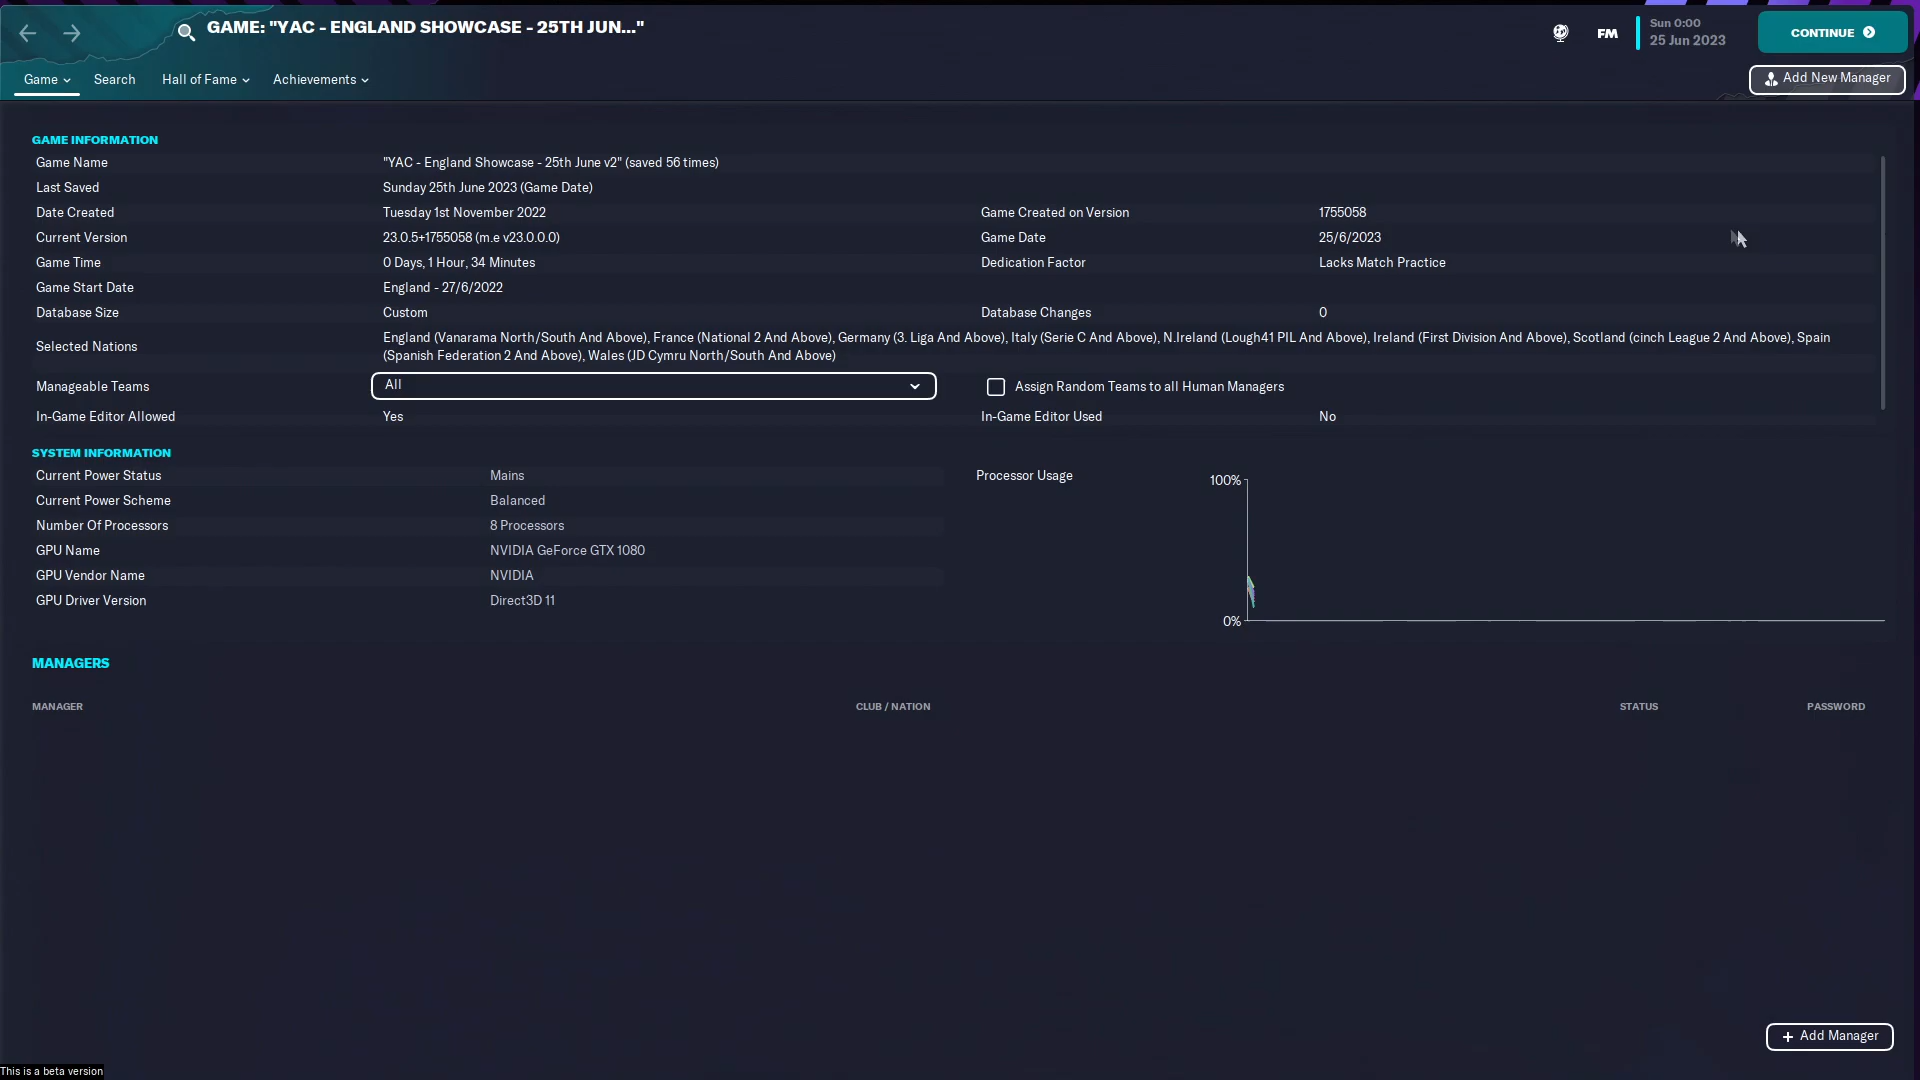 GAME: "YAC - ENGLAND SHOWCASE - 25TH JUN..."
FM
Sun 0:00
25 Jun 2023
CONTINUE
Game
Search
Hall of Fame
Achievements
Add New Manager
GAME INFORMATION
Game Name "YAC - England Showcase - 25th June v2" (saved 56 times)
Last Saved Sunday 25th June 2023 (Game Date)
Date Created Tuesday 1st November 2022 Game Created on Version 1755058
Current Version 23.0.5+1755058 (m.e v23.0.0.0) Game Date 25/6/2023
Game Time 0 Days, 1 Hour, 34 Minutes Dedication Factor Lacks Match Practice
Game Start Date England - 27/6/2022
Database Size Custom Database Changes 0
Selected Nations England (Vanarama North/South And Above), France (National 2 And Above), Germany (3. Liga And Above), Italy (Serie C And Above), N.Ireland (Lough41 PIL And Above), Ireland (First Division And Above), Scotland (cinch League 2 And Above), Spain
(Spanish Federation 2 And Above), Wales (JD Cymru North/South And Above)
Manageable Teams All Assign Random Teams to all Human Managers
In-Game Editor Allowed Yes In-Game Editor Used No
SYSTEM INFORMATION
Current Power Status Mains Processor Usage 100%
Current Power Scheme Balanced
Number Of Processors 8 Processors
GPU Name NVIDIA GeForce GTX 1080
GPU Vendor Name NVIDIA
GPU Driver Version Direct3D 11
0%
MANAGERS
MANAGER CLUB / NATION STATUS PASSWORD
Add Manager
This is a beta version